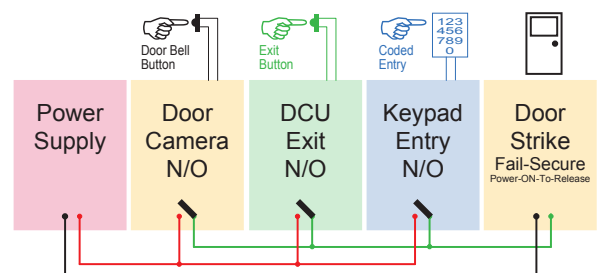 Door Bell
Button
Exit
Button
Coded
Entry
123
456
789
0
Power
Supply
Door
Camera
N/O
DCU
Exit
N/O
Keypad
Entry
N/O
Door
Strike
Fail-Secure
Power-ON-To-Release